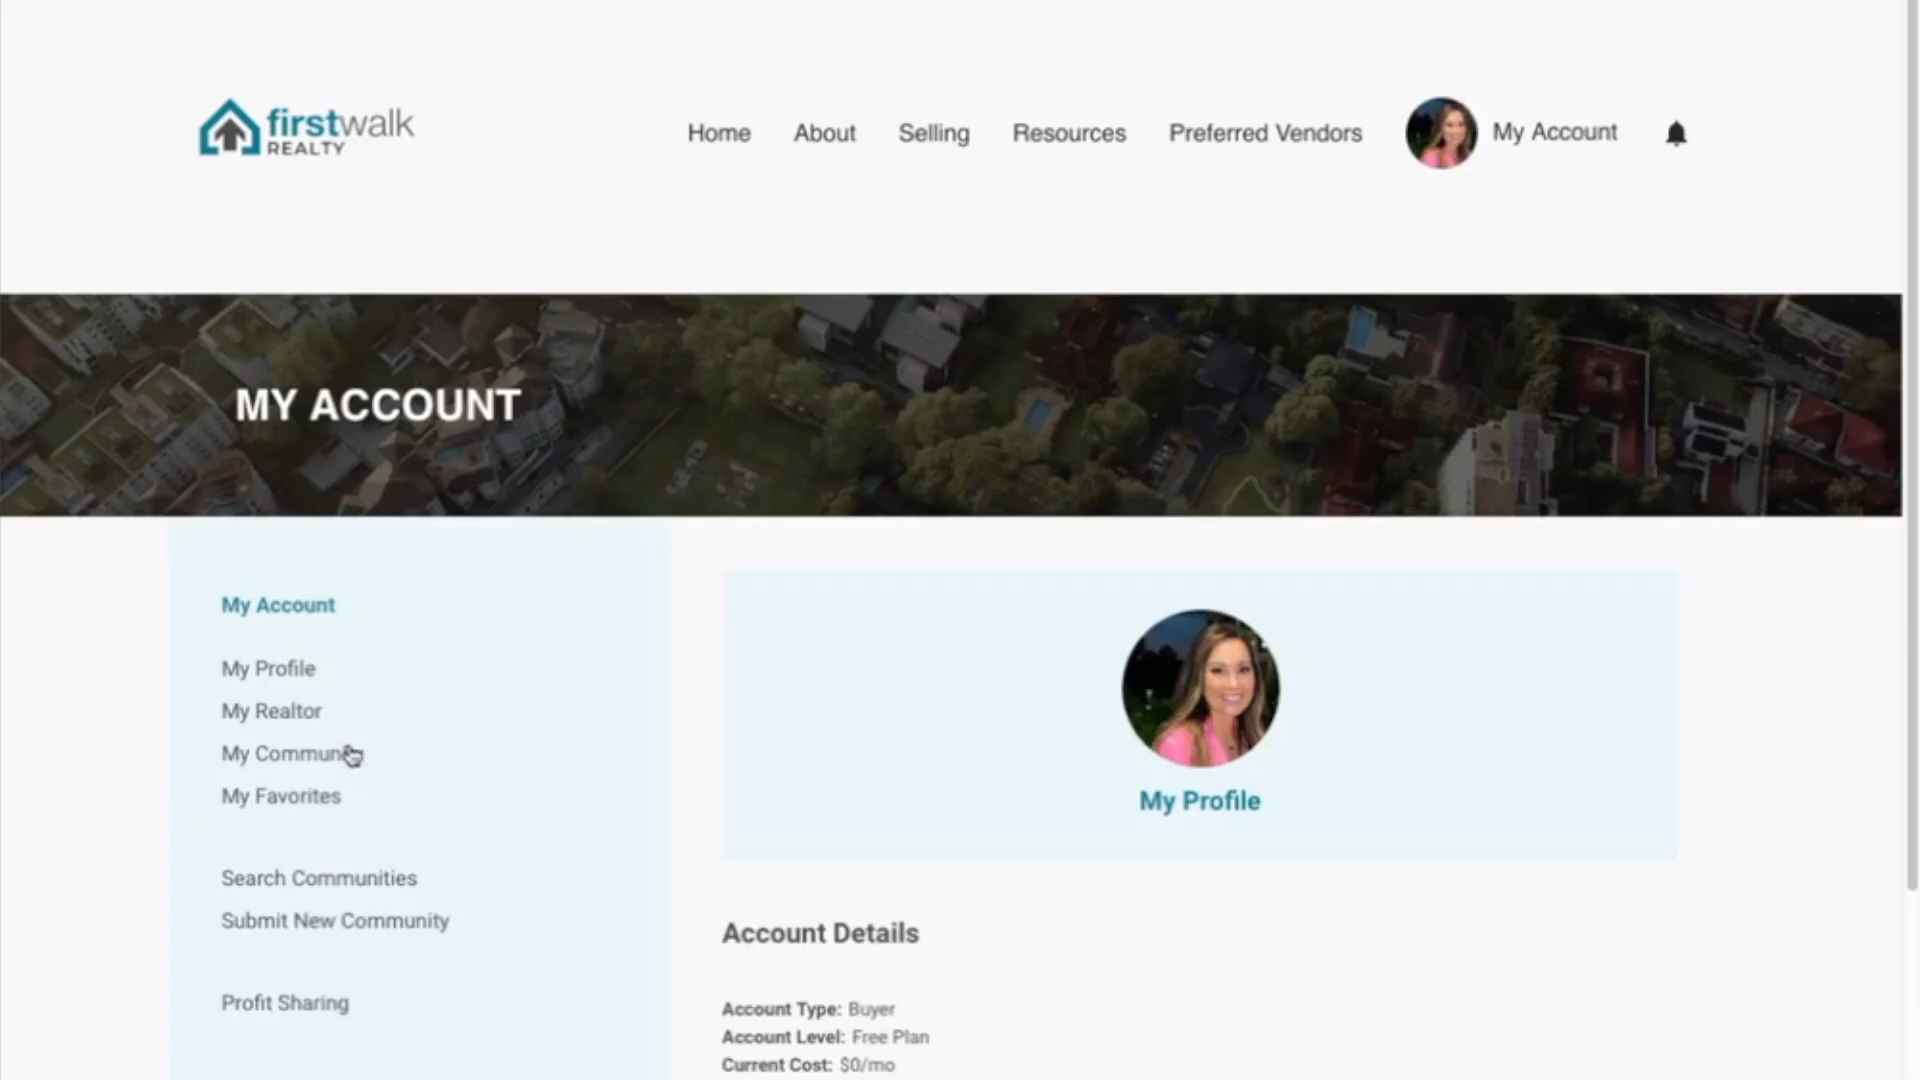 firstwalk
REALTY
Home
About
Selling
Resources
Preferred Vendors
My Account
MY ACCOUNT
My Account
My Profile
My Realtor
My
My Favorites
Search Communities
Submit New Community
Profit Sharing
My Profile
Account Details
Account Type: Buyer
Account Level: Free Plan
Current Cost: $0/mo